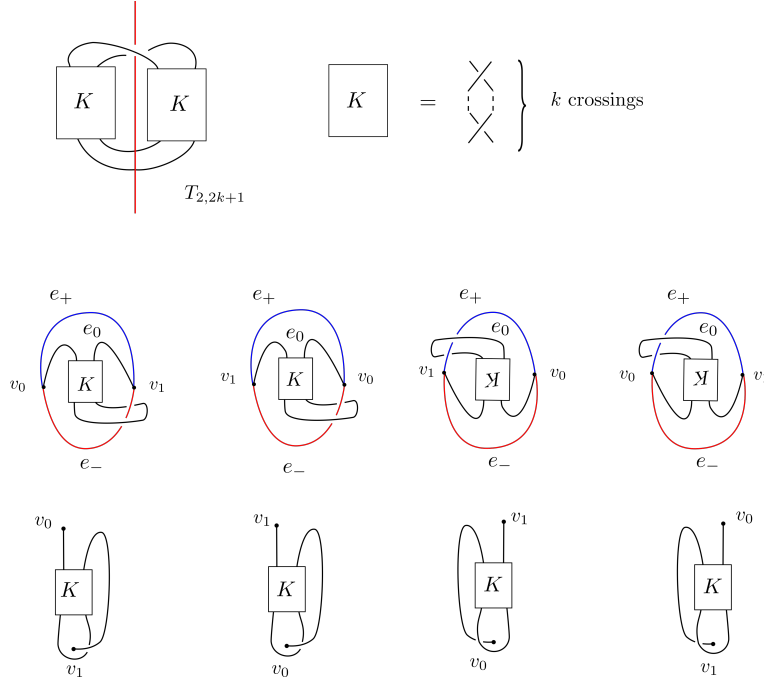 K K K = k crossings
T_{2,2k+1}
e_+ e_+ e_+ e_+
e_0 e_0 e_0 e_0
v_0 K v_1 v_1 K v_0 v_1 K v_0 v_0 K v
e_- e_- e_- e_-
v_0 v_1 v_1 v_0
K K K K
v_1 v_0 v_0 v_1